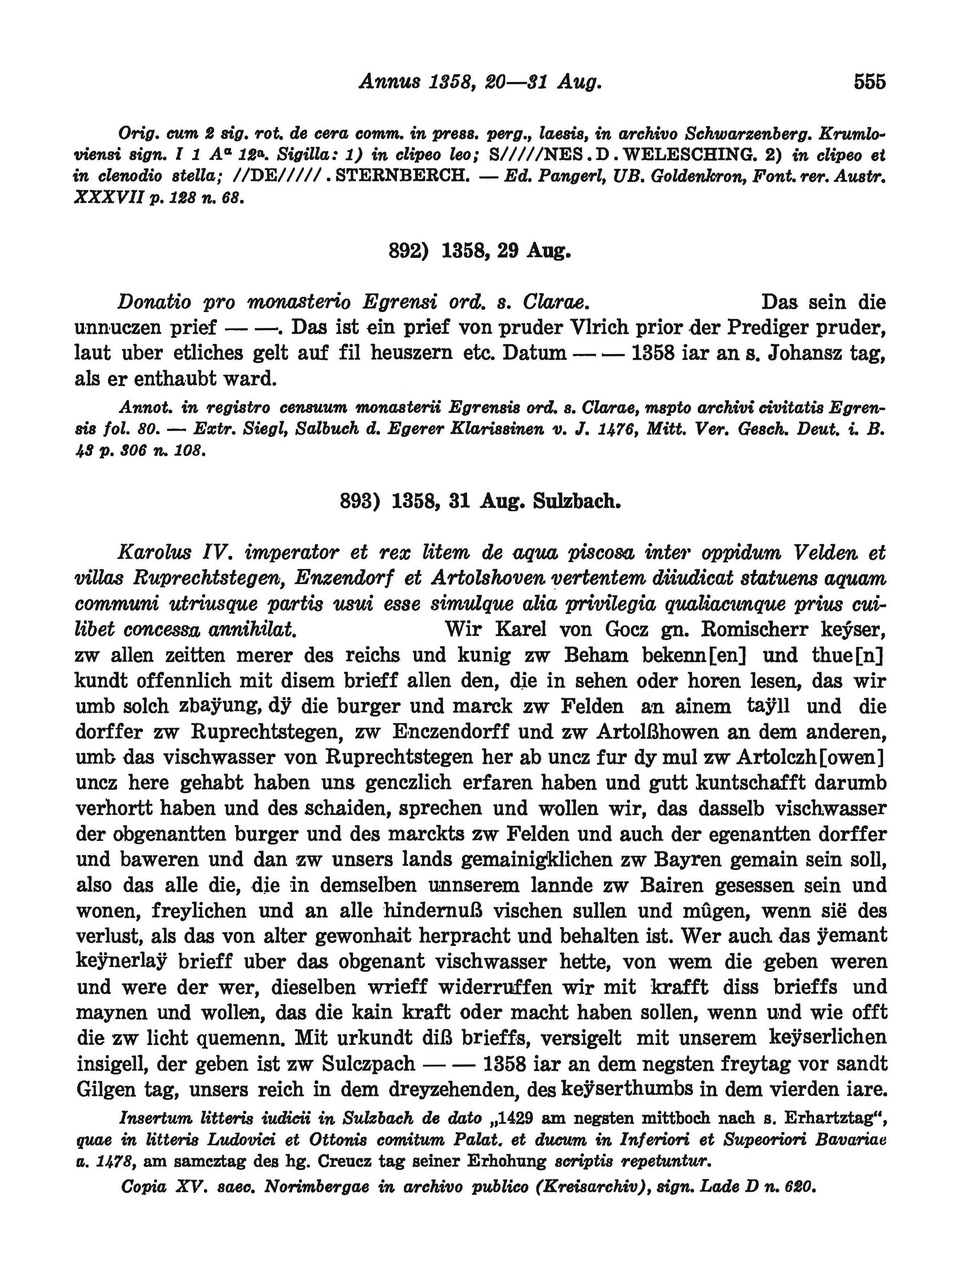 Annus 1358, 20—31 Aug. 555
Orig. cum 2 sig. rot. de cera comm. in press. perg., laesis, in archivo Schwarzenberg. Krumlo-
viensi sign. I 1 Aª 12ª. Sigilla: 1) in clipeo leo; S/////NES . D . WELESCHING. 2) in clipeo et
in clenodio stella; //DE///// . STERNBERCH. — Ed. Pangerl, UB. Goldenkron, Font. rer. Austr.
XXXVII p. 128 n. 68.
892) 1358, 29 Aug.
Donatio pro monasterio Egrensi ord. s. Clarae. Das sein die
unnuczen prief — —. Das ist ein prief von pruder Vlrich prior der Prediger pruder,
laut uber etliches gelt auf fil heuszern etc. Datum — — 1358 iar an s. Johansz tag,
als er enthaubt ward.
Annot. in registro censuum monasterii Egrensis ord. s. Clarae, mspto archivi civitatis Egren-
sis fol. 80. — Extr. Siegl, Salbuch d. Egerer Klarissinen v. J. 1476, Mitt. Ver. Gesch. Deut. i. B.
43 p. 306 n. 108.
893) 1358, 31 Aug. Sulzbach.
Karolus IV. imperator et rex litem de aqua piscosa inter oppidum Velden et
villas Ruprechtstegen, Enzendorf et Artolshoven vertentem diiudicat statuens aquam
communi utriusque partis usui esse simulque alia privilegia qualiacunque prius cui-
libet concessa annihilat. Wir Karel von Gocz gn. Romischerr keÿser,
zw allen zeitten merer des reichs und kunig zw Beham bekenn[en] und thue[n]
kundt offennlich mit disem brieff allen den, die in sehen oder horen lesen, das wir
umb solch zbaÿung, dÿ die burger und marck zw Felden an ainem taÿll und die
dorffer zw Ruprechtstegen, zw Enczendorff und zw Artolßhowen an dem anderen,
umb das vischwasser von Ruprechtstegen her ab uncz fur dy mul zw Artolczh[owen]
uncz here gehabt haben uns genczlich erfaren haben und gutt kuntschafft darumb
verhortt haben und des schaiden, sprechen und wollen wir, das dasselb vischwasser
der obgenantten burger und des marckts zw Felden und auch der egenantten dorffer
und baweren und dan zw unsers lands gemainigklichen zw Bayren gemain sein soll,
also das alle die, die in demselben unnserem lannde zw Bairen gesessen sein und
wonen, freylichen und an alle hindernuß vischen sullen und mûgen, wenn sië des
verlust, als das von alter gewonhait herpracht und behalten ist. Wer auch das ÿemant
keÿnerlaÿ brieff uber das obgenant vischwasser hette, von wem die geben weren
und were der wer, dieselben wrieff widerruffen wir mit krafft diss brieffs und
maynen und wollen, das die kain kraft oder macht haben sollen, wenn und wie offt
die zw licht quemenn. Mit urkundt diß brieffs, versigelt mit unserem keÿserlichen
insigell, der geben ist zw Sulczpach — — 1358 iar an dem negsten freytag vor sandt
Gilgen tag, unsers reich in dem dreyzehenden, des keÿserthumbs in dem vierden iare.
Insertum litteris iudicii in Sulzbach de dato „1429 am negsten mittboch nach s. Erhartztag“,
quae in litteris Ludovici et Ottonis comitum Palat. et ducum in Inferiori et Supeoriori Bavariae
a. 1478, am samcztag des hg. Creucz tag seiner Erhohung scriptis repetuntur.
Copia XV. saec. Norimbergae in archivo publico (Kreisarchiv), sign. Lade D n. 620.